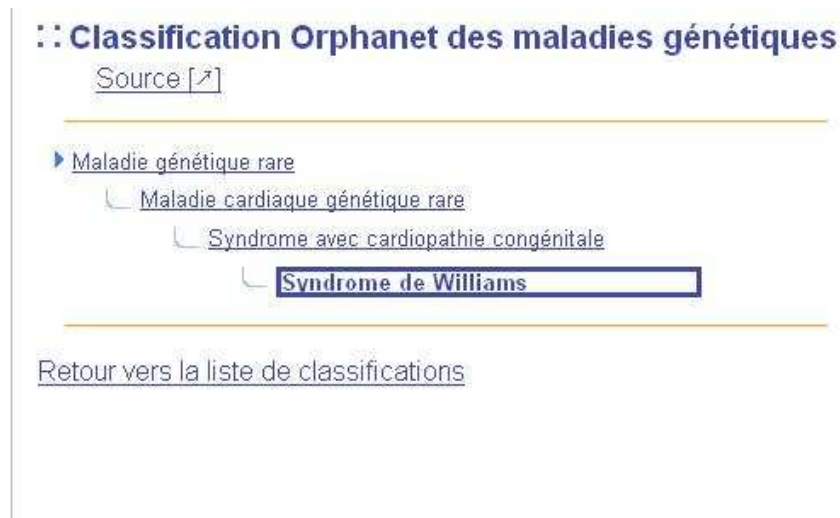 :: Classification Orphanet des maladies génétiques
Source [↗]
Maladie génétique rare
Maladie cardiaque génétique rare
Syndrome avec cardiopathie congénitale
Syndrome de Williams
Retour vers la liste de classifications